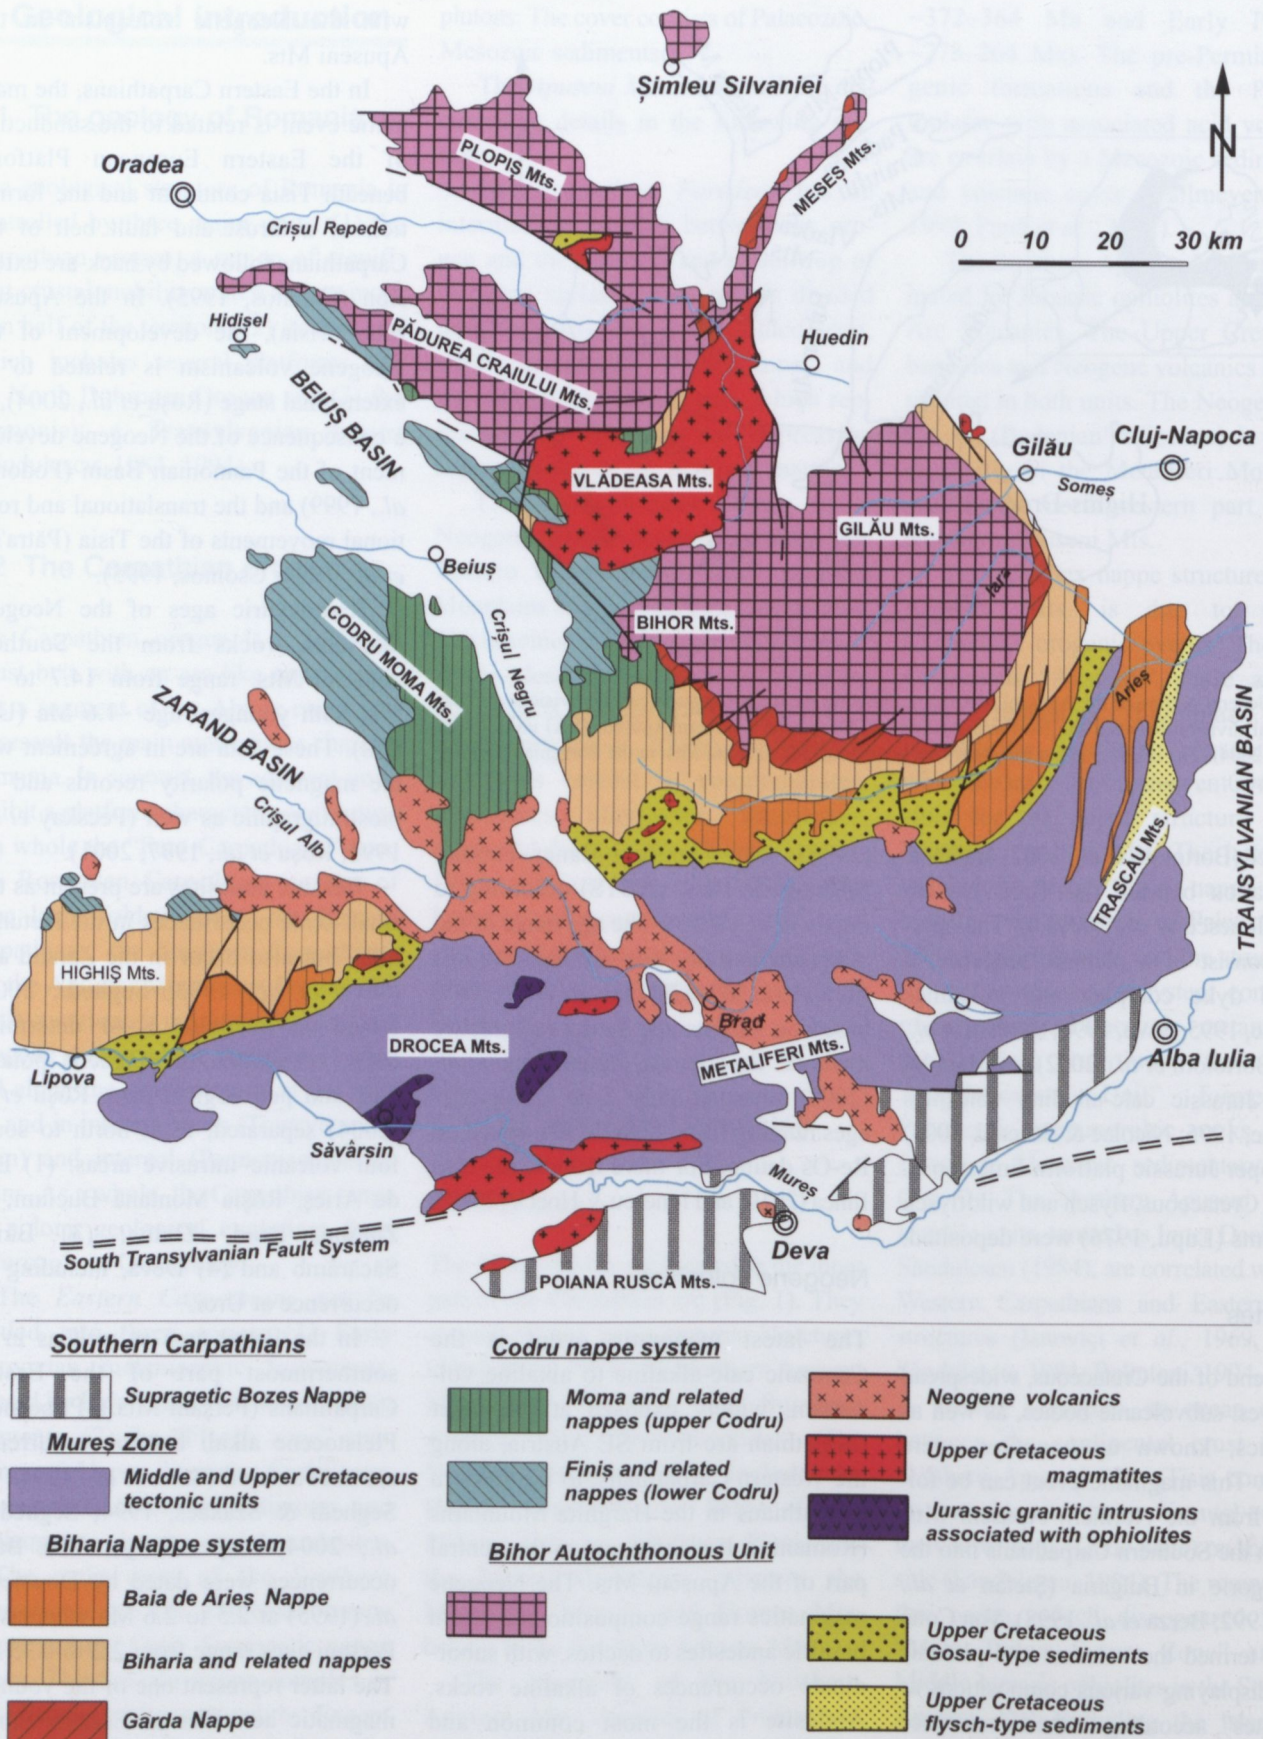 Șimleu Silvaniei
PLOPIȘ Mts.
MESEȘ Mts.
N
Oradea
Crișul Repede
0 10 20 30 km
Hidișel
PĂDUREA CRAIULUI Mts.
Huedin
BEIUȘ BASIN
Gilău
Cluj-Napoca
Someș
VLĂDEASA Mts.
GILĂU Mts.
Iara
Beiuș
BIHOR Mts.
CODRU MOMA Mts.
Crișul Negru
Arieș
ZARAND BASIN
Crișul Alb
TRASCĂU Mts.
TRANSYLVANIAN BASIN
HIGHIȘ Mts.
Brad
DROCEA Mts.
METALIFERI Mts.
Alba Iulia
Lipova
Săvârșin
Mureș
Deva
South Transylvanian Fault System
POIANA RUSCĂ Mts.
Southern Carpathians
Supragetic Bozes Nappe
Mureș Zone
Middle and Upper Cretaceous
tectonic units
Biharia Nappe system
Baia de Arieș Nappe
Biharia and related nappes
Gârda Nappe
Codru nappe system
Moma and related
nappes (upper Codru)
Finiș and related
nappes (lower Codru)
Bihor Autochthonous Unit
Neogene volcanics
Upper Cretaceous
magmatites
Jurassic granitic intrusions
associated with ophiolites
Upper Cretaceous
Gosau-type sediments
Upper Cretaceous
flysch-type sediments